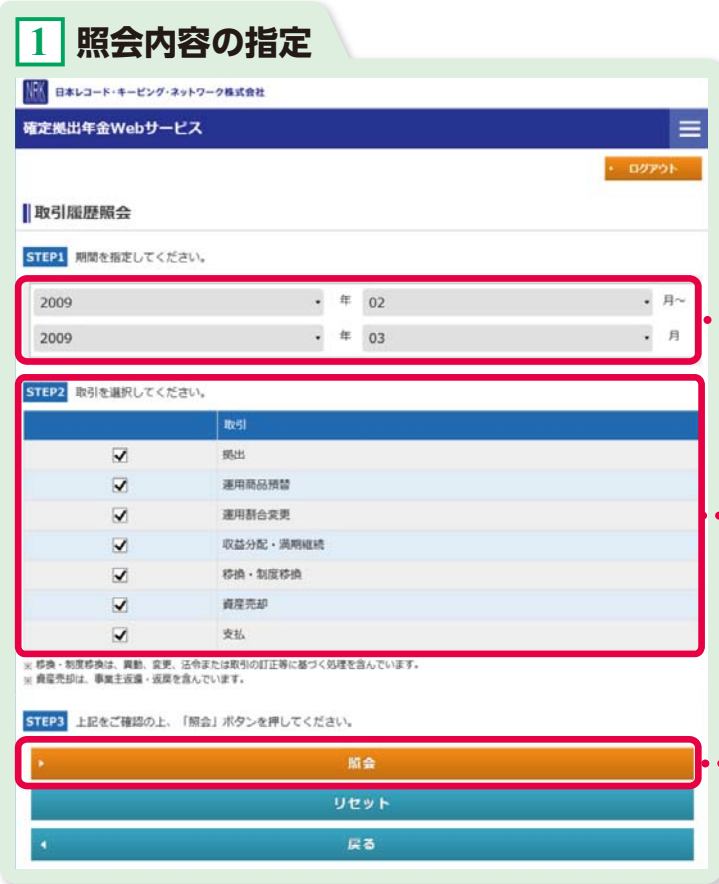 1 照会内容の指定
NRK 日本レコード・キーピング・ネットワーク株式会社
確定拠出年金Webサービス
ログアウト
取引履歴照会
STEP1 期間を指定してください。
2009 年 02 月～
2009 年 03 月
STEP2 取引を選択してください。
取引
拠出
運用商品預替
運用割合変更
収益分配・満期継続
移換・制度移換
資産売却
支払
※ 移換・制度移換は、異動、変更、法令または取引の訂正等に基づく処理を含んでいます。
※ 資産売却は、事業主返還・返戻を含んでいます。
STEP3 上記をご確認の上、「照会」ボタンを押してください。
照会
リセット
戻る